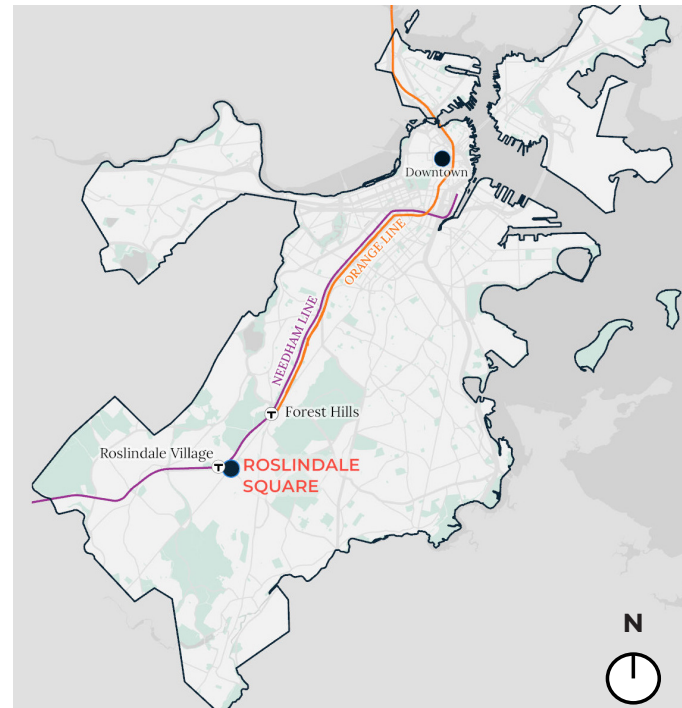 Downtown
ORANGE LINE
NEEDHAM LINE
T
Forest Hills
Roslindale Village
T
ROSLINDALE
SQUARE
N